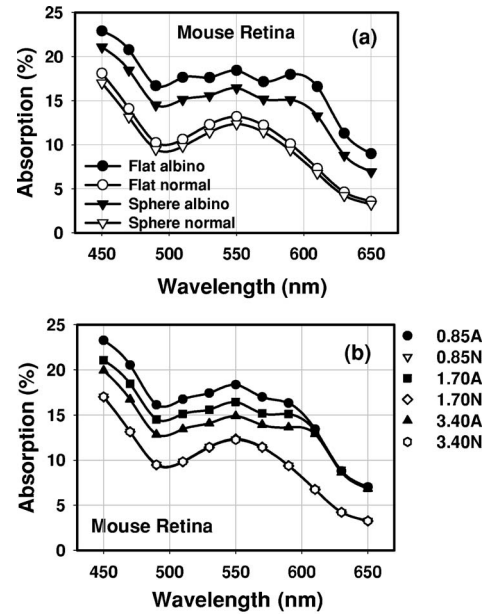 Mouse Retina
(a)
25
20
15
10
5
0
Absorption (%)
Flat albino
Flat normal
Sphere albino
Sphere normal
450 500 550 600 650
Wavelength (nm)
(b)
25
20
15
10
5
0
Absorption (%)
Mouse Retina
450 500 550 600 650
Wavelength (nm)
0.85A
0.85N
1.70A
1.70N
3.40A
3.40N